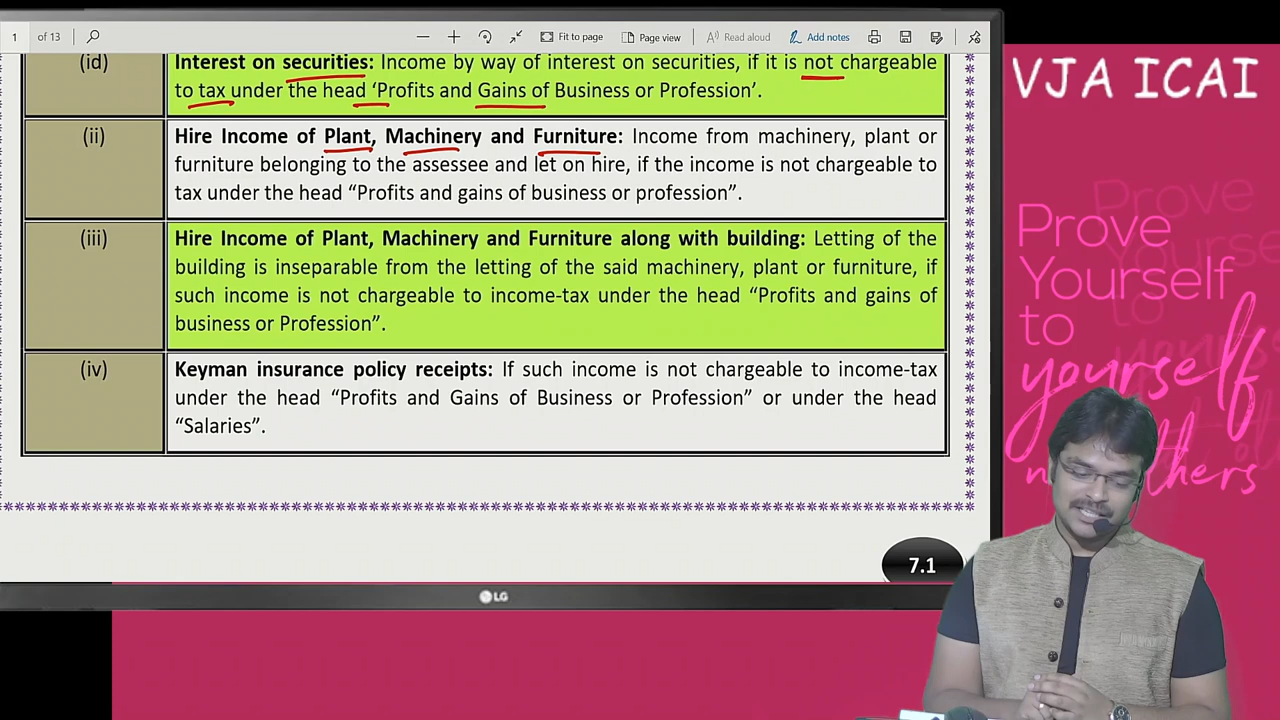 1 of 13
Fit to page
Page view
Read aloud
Add notes
VJA ICAI
(id)
Interest on securities: Income by way of interest on securities, if it is not chargeable
to tax under the head ‘Profits and Gains of Business or Profession’.
(ii)
Hire Income of Plant, Machinery and Furniture: Income from machinery, plant or
furniture belonging to the assessee and let on hire, if the income is not chargeable to
tax under the head “Profits and gains of business or profession”.
(iii)
Hire Income of Plant, Machinery and Furniture along with building: Letting of the
building is inseparable from the letting of the said machinery, plant or furniture, if
such income is not chargeable to income-tax under the head “Profits and gains of
business or Profession”.
(iv)
Keyman insurance policy receipts: If such income is not chargeable to income-tax
under the head “Profits and Gains of Business or Profession” or under the head
“Salaries”.
7.1
LG
Prove
Yourself
to
yourself